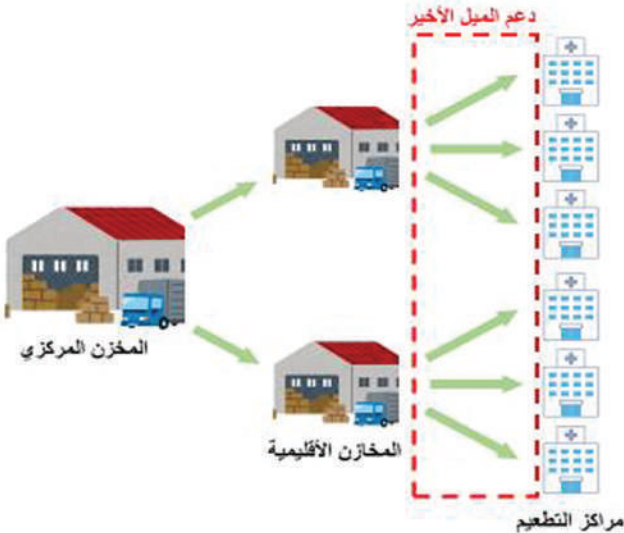 دعم الميل الأخير
المخزن المركزي
المخازن الأقليمية
مراكز التطعيم